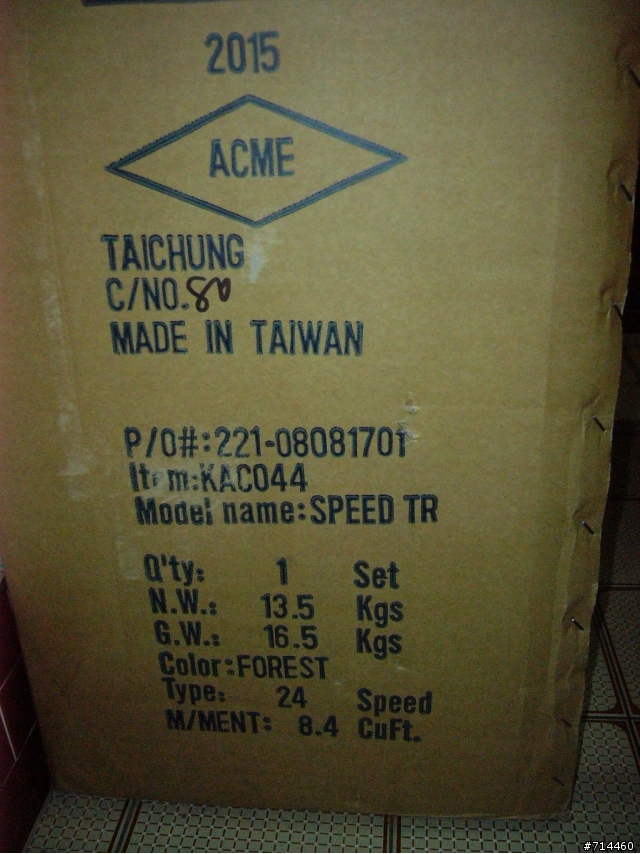 2015
ACME
TAICHUNG
C/NO.80
MADE IN TAIWAN
P/O#:221-08081701
Item:KAC044
Model name:SPEED TR
Q'ty: 1 Set
N.W.: 13.5 Kgs
G.W.: 16.5 Kgs
Color:FOREST
Type: 24 Speed
M/MENT: 8.4 CuFt.
#714460